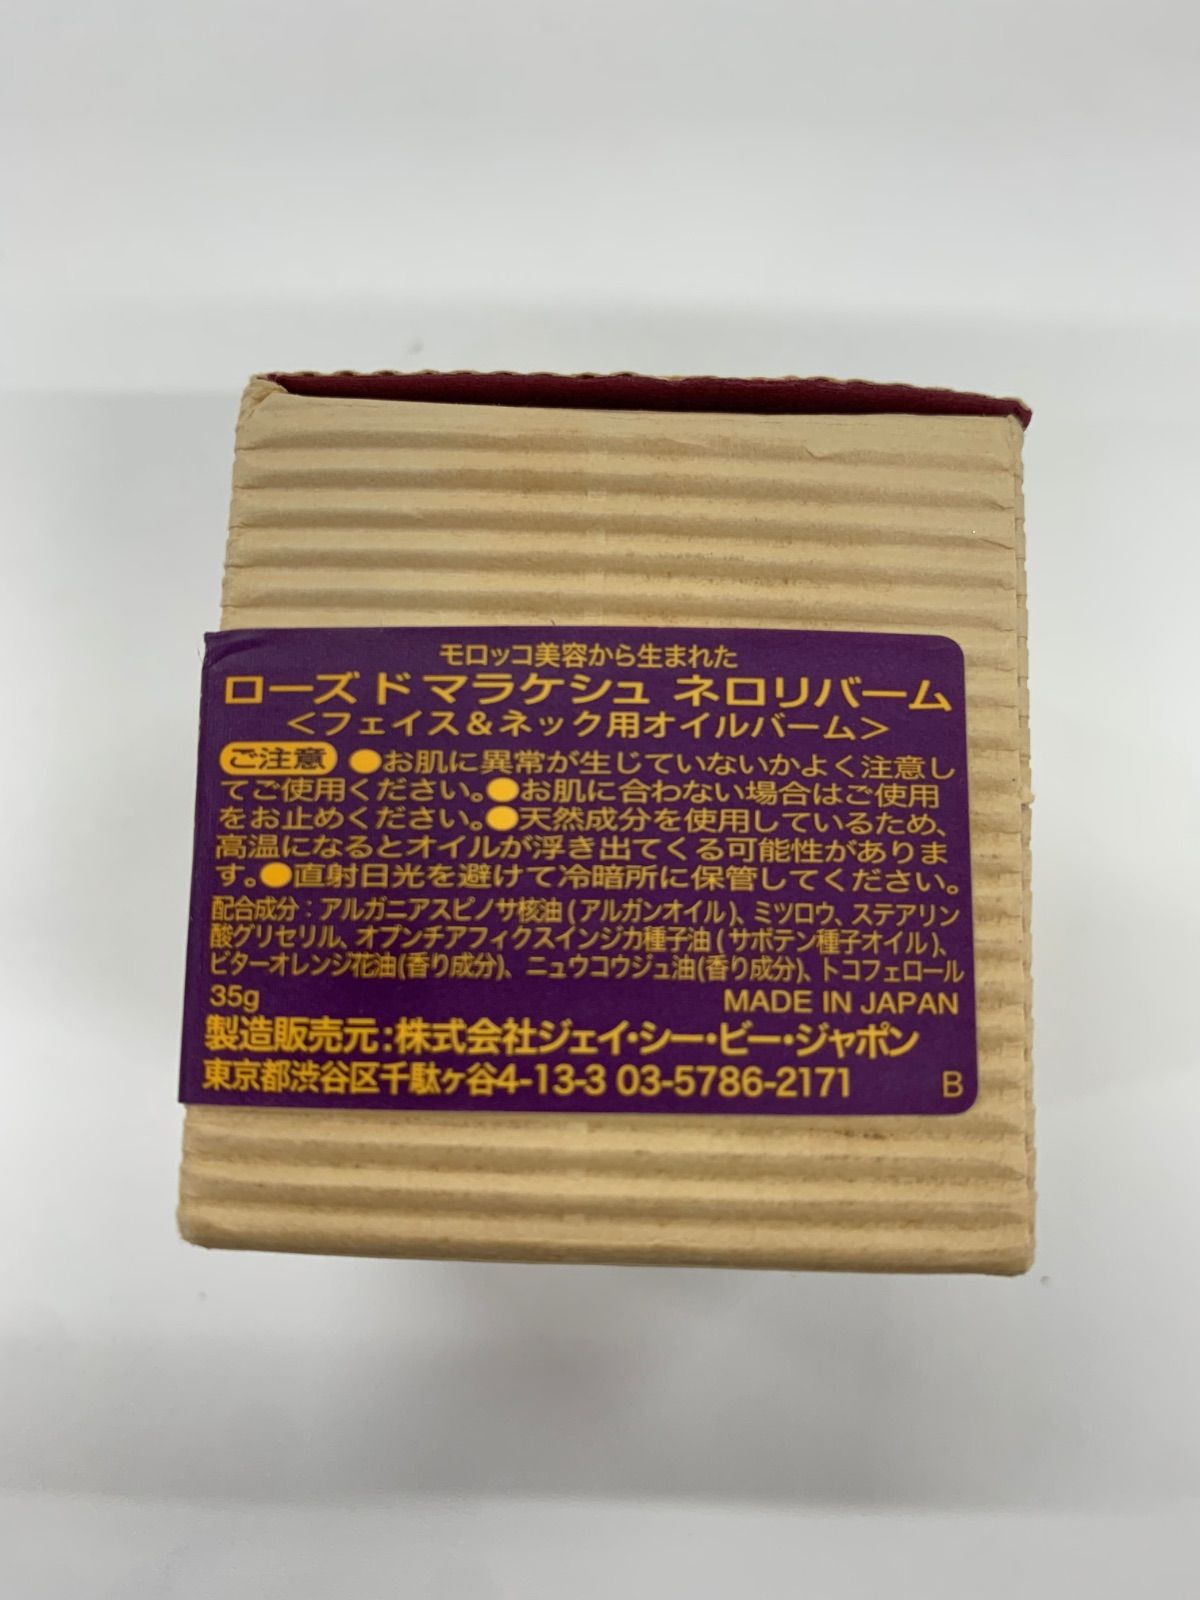 モロッコ美容から生まれた
ローズ ド マラケシュ ネロリバーム
＜フェイス＆ネック用オイルバーム＞
ご注意 ●お肌に異常が生じていないかよく注意し
てご使用ください。●お肌に合わない場合はご使用
をお止めください。●天然成分を使用しているため、
高温になるとオイルが浮き出てくる可能性がありま
す。●直射日光を避けて冷暗所に保管してください。
配合成分：アルガニアスピノサ核油(アルガンオイル)、ミツロウ、ステアリン
酸グリセリル、オプンチアフィクスインジカ種子油(サボテン種子オイル)、
ビターオレンジ花油(香り成分)、ニュウコウジュ油(香り成分)、トコフェロール
35g MADE IN JAPAN
製造販売元：株式会社ジェイ・シー・ビー・ジャポン
東京都渋谷区千駄ヶ谷4-13-3 03-5786-2171 B